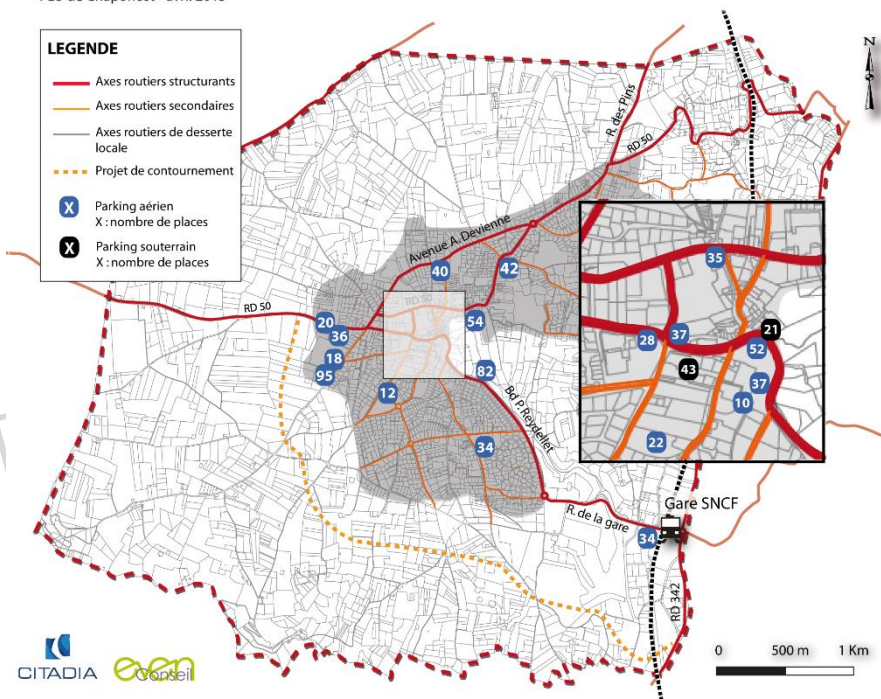 LEGENDE
Axes routiers structurants
Axes routiers secondaires
Axes routiers de desserte
locale
Projet de contournement
X
Parking aérien
X : nombre de places
X
Parking souterrain
X : nombre de places
N
R. des Pins
RD 50
Avenue A. Devienne
40
42
RD 50
RD 50
20
36
54
18
95
82
12
Bd P. Reydellet
34
35
28
37
21
52
43
37
10
22
Gare SNCF
R. de la gare
34
RD 342
0 500 m 1 Km
CITADIA
even
Conseil